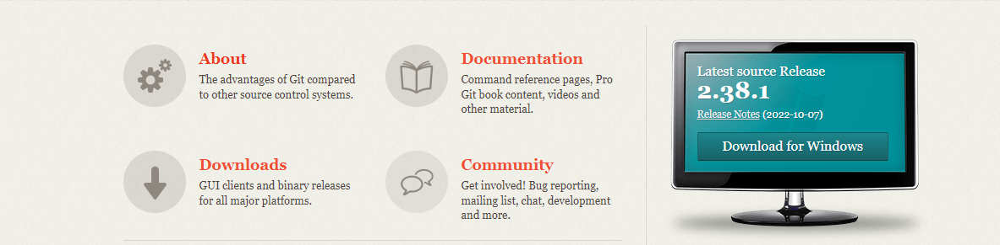 About
The advantages of Git compared
to other source control systems.
Documentation
Command reference pages, Pro
Git book content, videos and
other material.
Downloads
GUI clients and binary releases
for all major platforms.
Community
Get involved! Bug reporting,
mailing list, chat, development
and more.
Latest source Release
2.38.1
Release Notes (2022-10-07)
Download for Windows